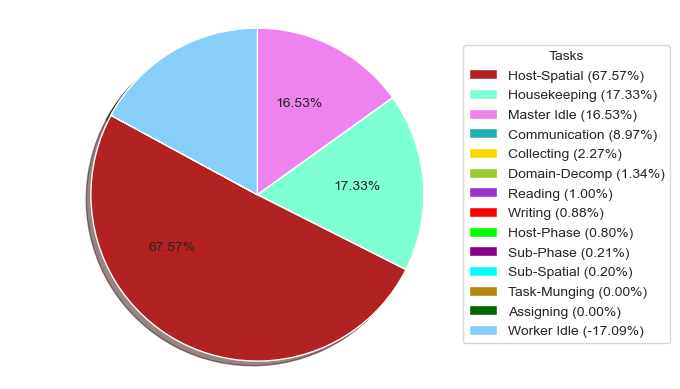 16.53%
17.33%
67.57%
Tasks
Host-Spatial (67.57%)
Housekeeping (17.33%)
Master Idle (16.53%)
Communication (8.97%)
Collecting (2.27%)
Domain-Decomp (1.34%)
Reading (1.00%)
Writing (0.88%)
Host-Phase (0.80%)
Sub-Phase (0.21%)
Sub-Spatial (0.20%)
Task-Munging (0.00%)
Assigning (0.00%)
Worker Idle (-17.09%)